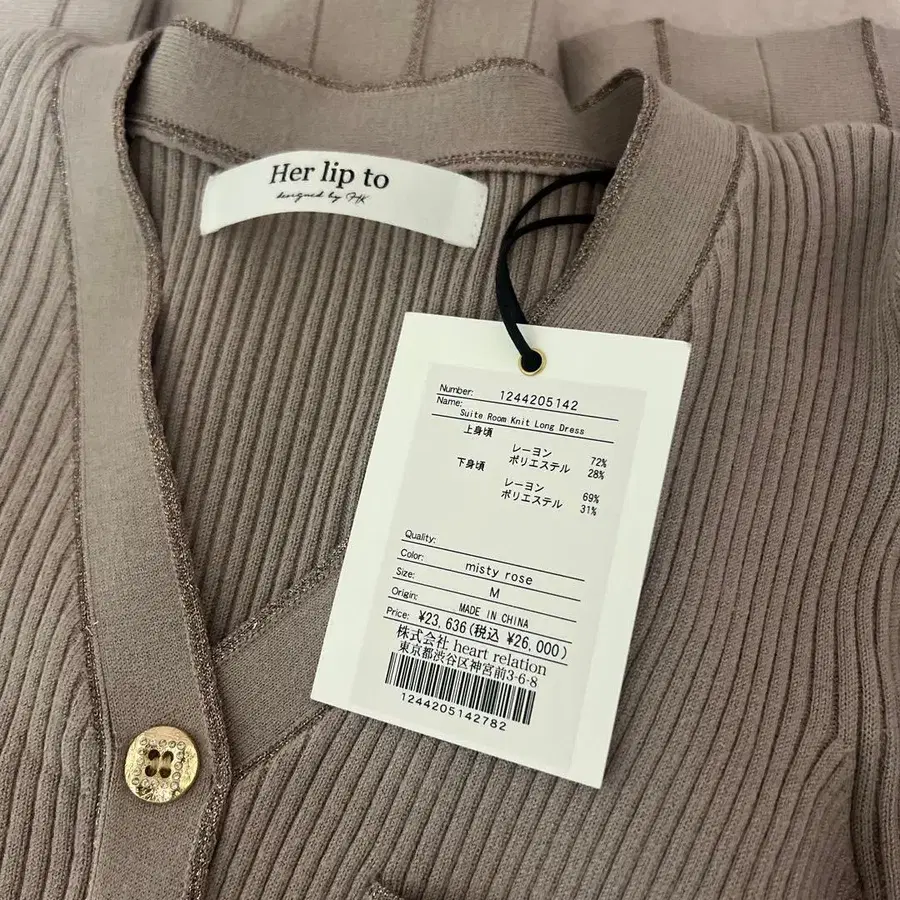 Her lip to
designed by HK
Number: 1244205142
Name:
Suite Room Knit Long Dress
上身頃
レーヨン 72%
ポリエステル 28%
下身頃
レーヨン 69%
ポリエステル 31%
Quality:
Color: misty rose
Size: M
Origin: MADE IN CHINA
Price: ¥23,636(税込 ¥26,000)
株式会社 heart relation
東京都渋谷区神宮前3-6-8
1244205142782